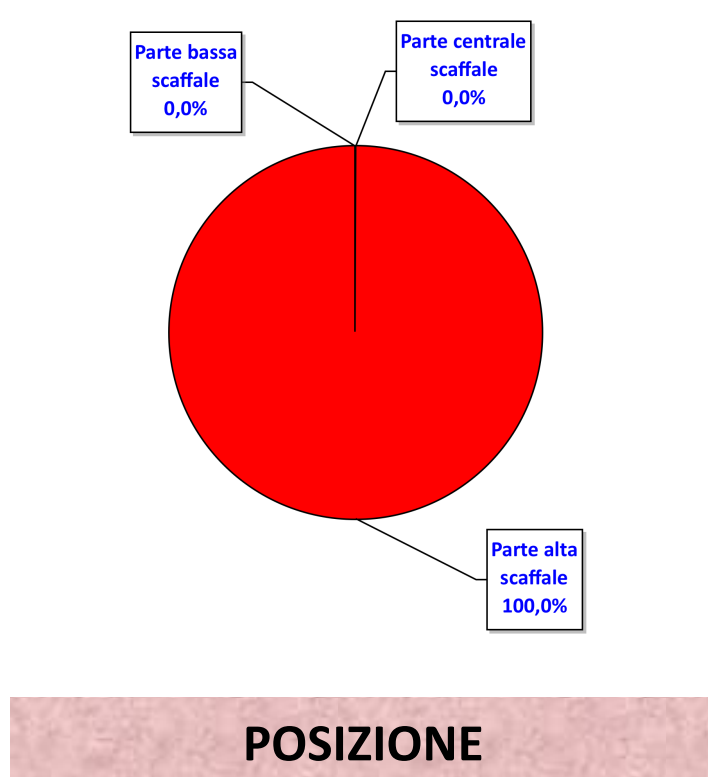 Parte bassa
scaffale
0,0%
Parte centrale
scaffale
0,0%
Parte alta
scaffale
100,0%
POSIZIONE